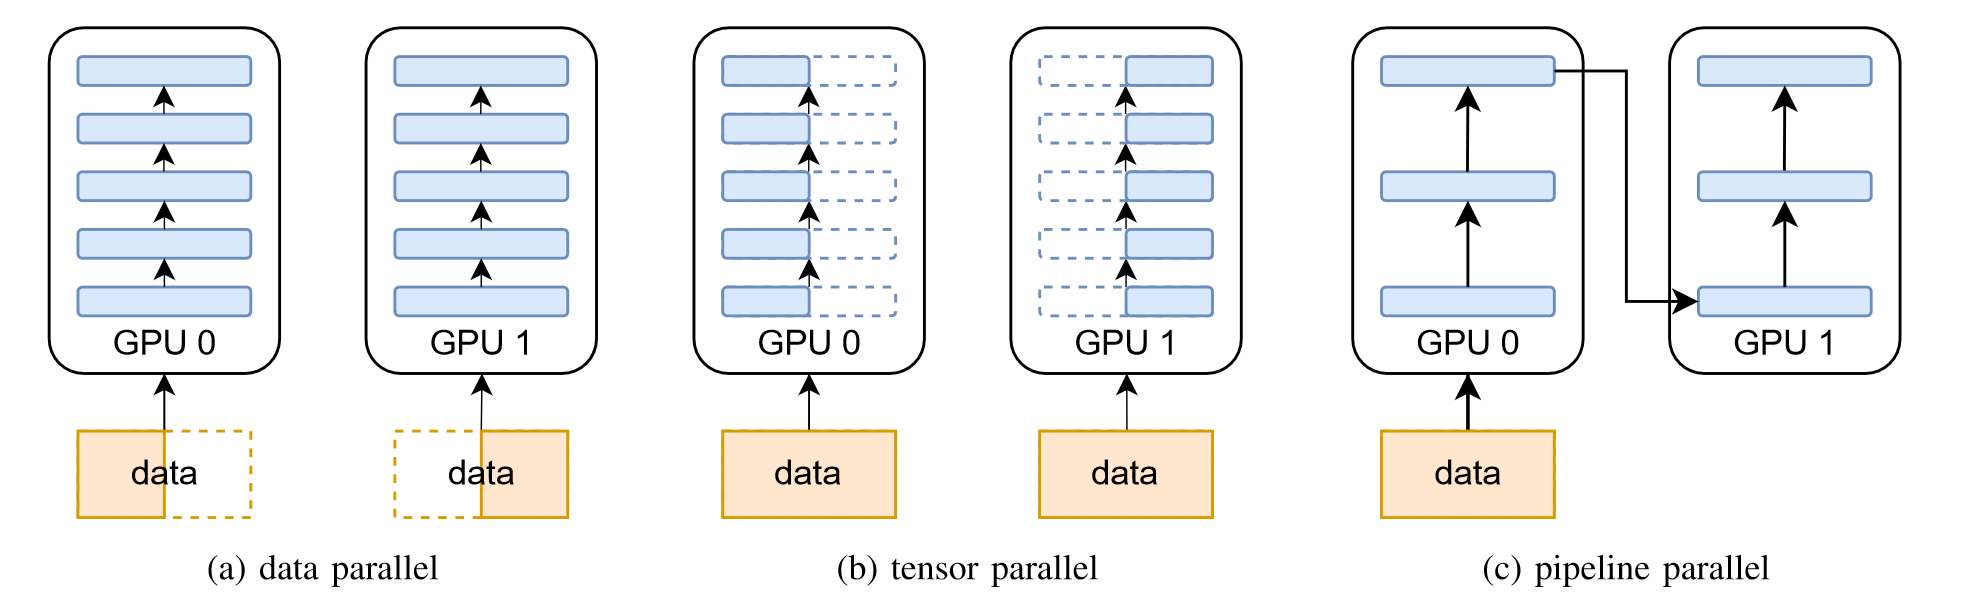 GPU 0
GPU 1
GPU 0
GPU 1
GPU 0
GPU 1
data
data
data
data
data
(a) data parallel
(b) tensor parallel
(c) pipeline parallel